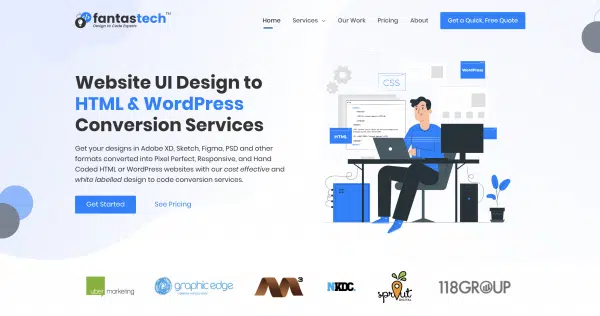 fantastech™
Design to Code Experts
Home Services Our Work Pricing About Get a Quick, Free Quote
Website UI Design to
HTML & WordPress
Conversion Services
Get your designs in Adobe XD, Sketch, Figma, PSD and other
formats converted into Pixel Perfect, Responsive, and Hand
Coded HTML or WordPress websites with our cost effective and
white labelled design to code conversion services.
Get Started See Pricing
CSS
WordPress
HTML
uber marketing
graphic edge
3
NKDC
sprout
118GROUP